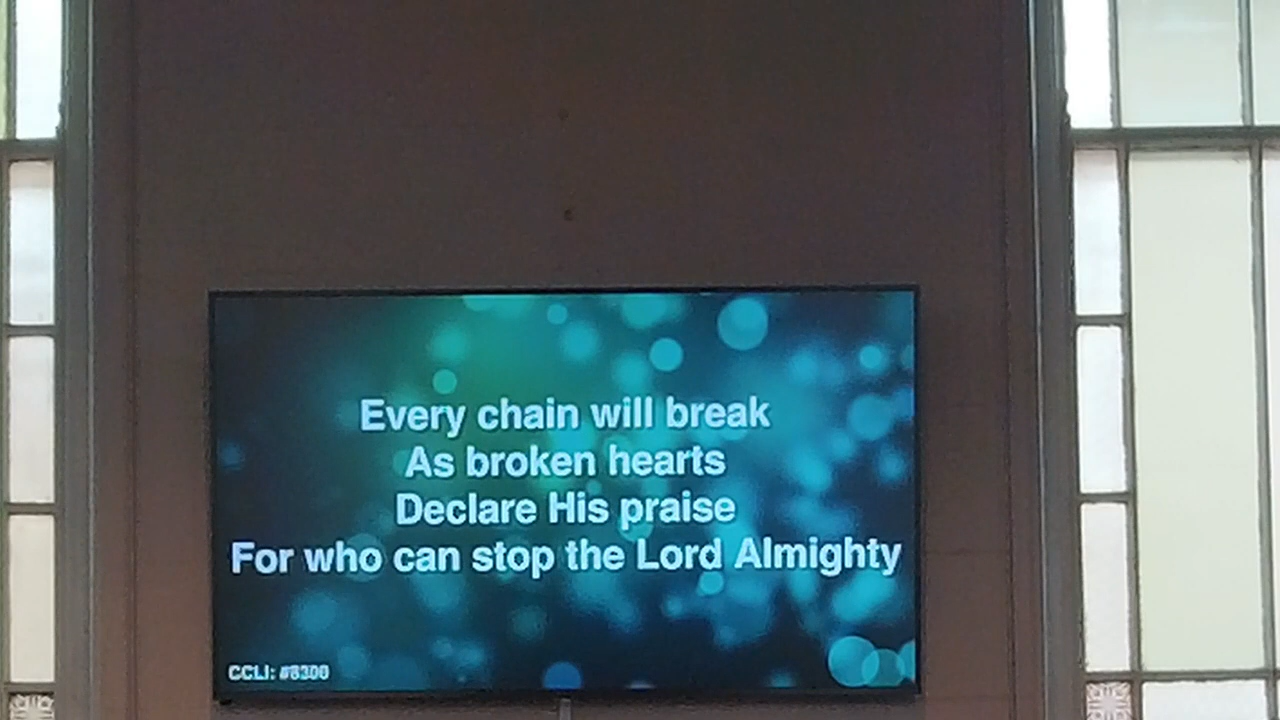 Every chain will break
As broken hearts
Declare His praise
For who can stop the Lord Almighty
CCLI: #8300